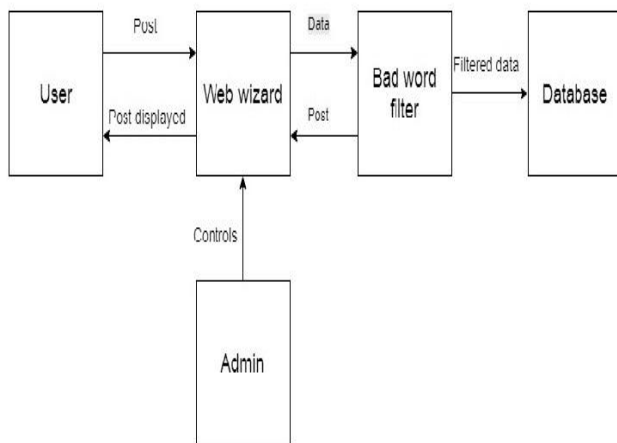 Post
Data
User
Web wizard
Bad word
filter
Filtered data
Database
Post displayed
Post
Controls
Admin